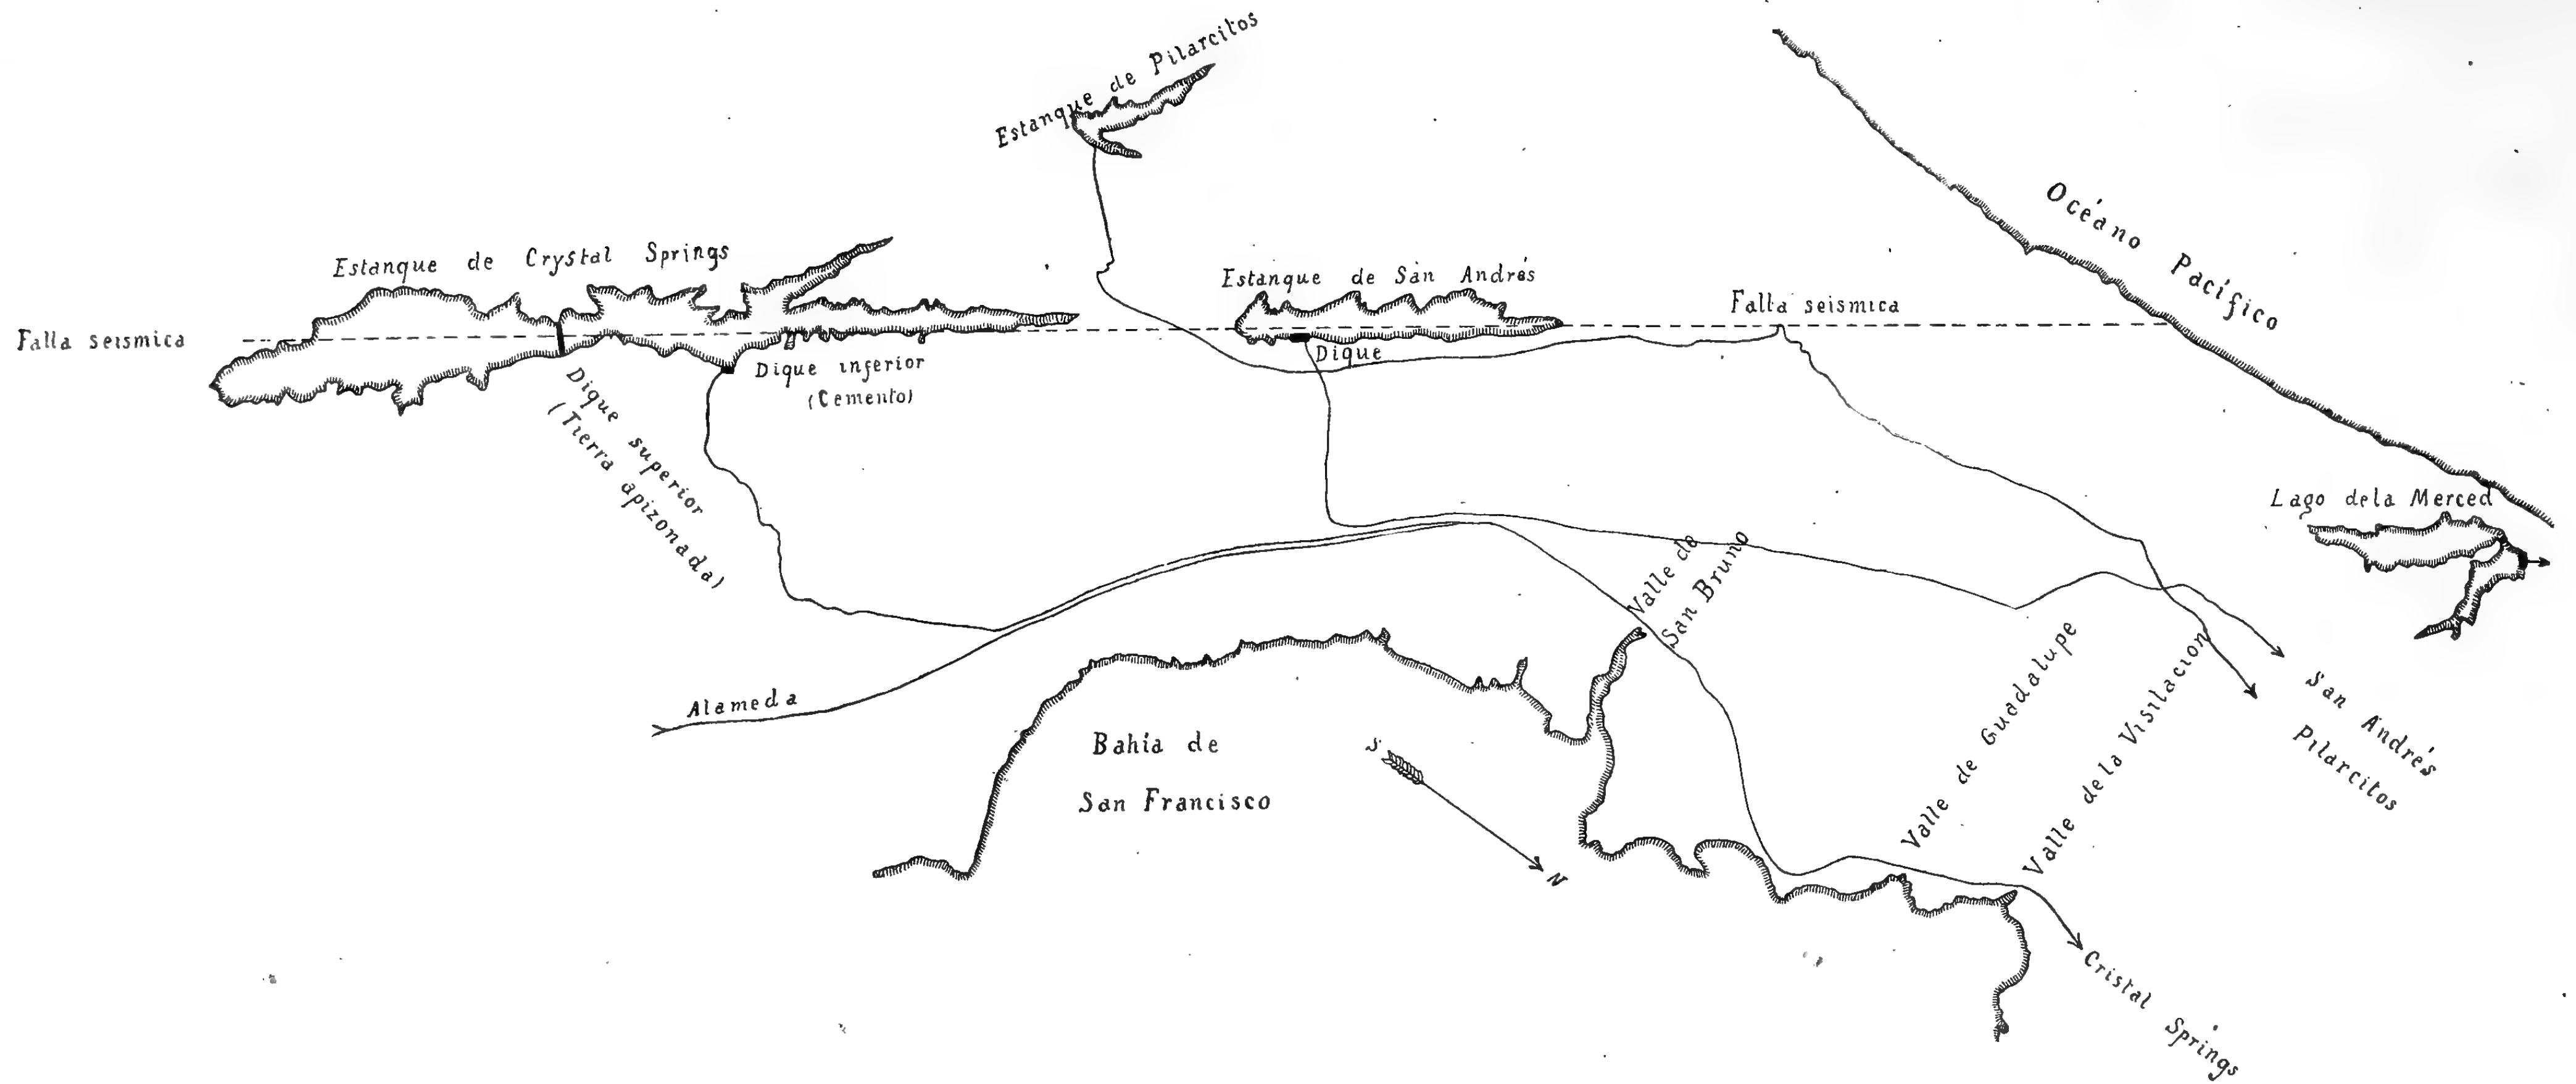 Estanque de Pilarcitos
Océano Pacífico
Estanque de Crystal Springs
Estanque de San Andrés
Falla seismica
Falla seismica
Dique
Dique inferior
(Cemento)
Dique superior
(Tierra apizonada)
Lago dela Merced
Valle de
San Bruno
Alameda
Bahía de
San Francisco
S
N
Valle de Guadalupe
Valle dela Visitacion
San Andrés
Pilarcitos
Cristal Springs